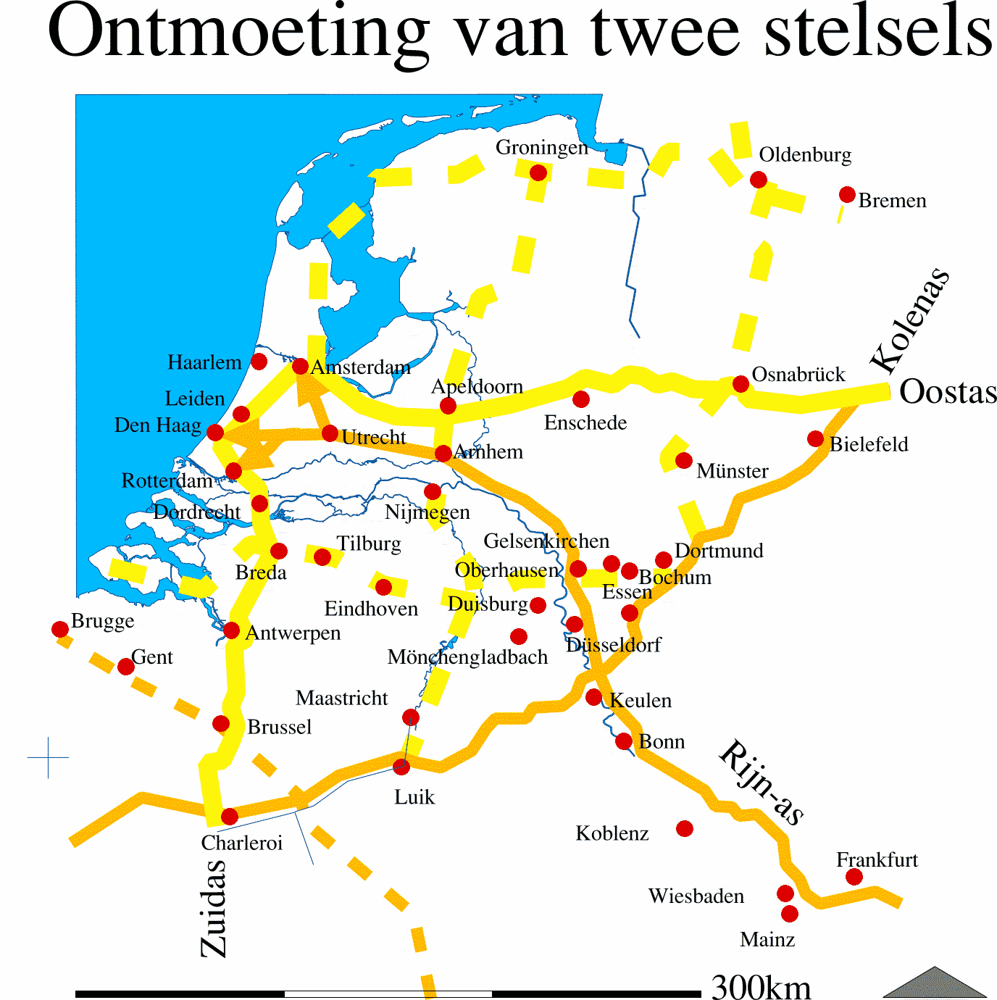 Ontmoeting van twee stelsels
Groningen
Oldenburg
Bremen
Kolenas
Haarlem
Amsterdam
Osnabrück
Apeldoorn
Oostas
Leiden
Enschede
Den Haag
Utrecht
Bielefeld
Arnhem
Münster
Rotterdam
Dordrecht
Nijmegen
Gelsenkirchen
Tilburg
Dortmund
Oberhausen
Breda
Bochum
Essen
Eindhoven
Duisburg
Brugge
Antwerpen
Düsseldorf
Gent
Mönchengladbach
Maastricht
Keulen
Brussel
Bonn
Rijn-as
Luik
Koblenz
Charleroi
Frankfurt
Zuidas
Wiesbaden
Mainz
300km